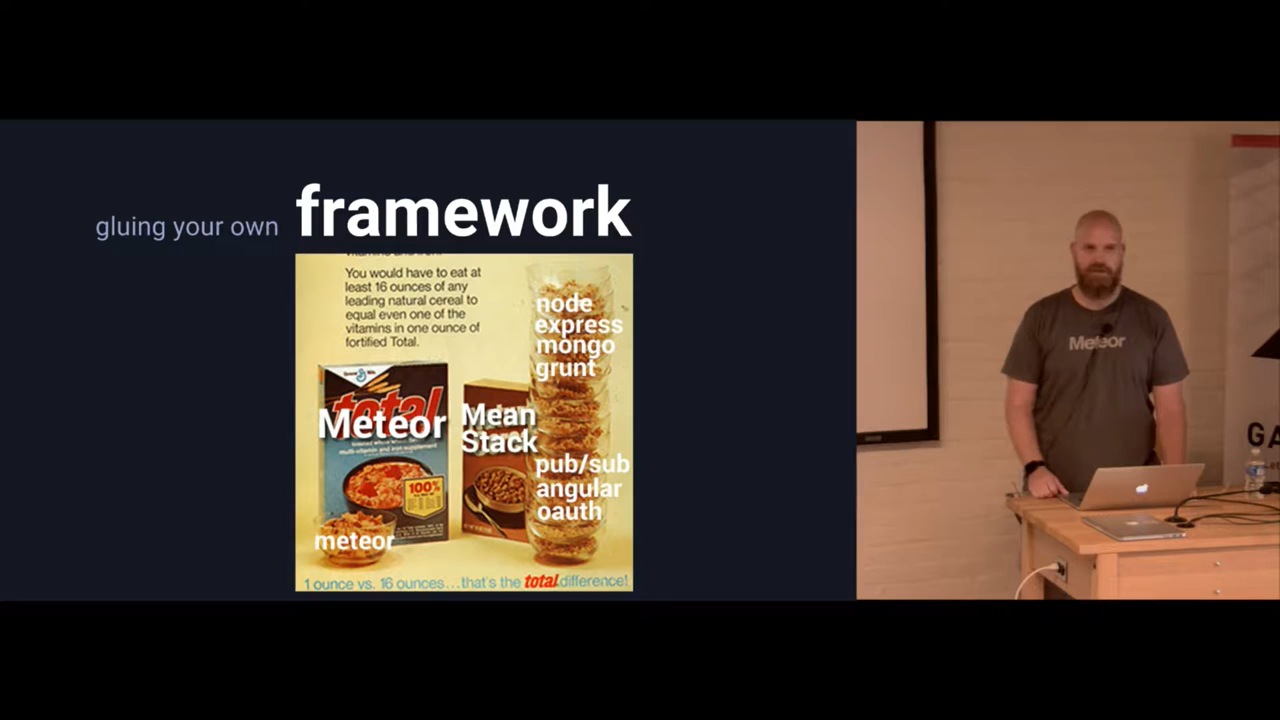 gluing your own framework
You would have to eat at
least 16 ounces of any
leading natural cereal to
equal even one of the
vitamins in one ounce of
fortified Total.
node
express
mongo
grunt
total
Meteor
Mean
Stack
100%
pub/sub
angular
oauth
meteor
1 ounce vs. 16 ounces...that's the total difference!
Meteor
GA